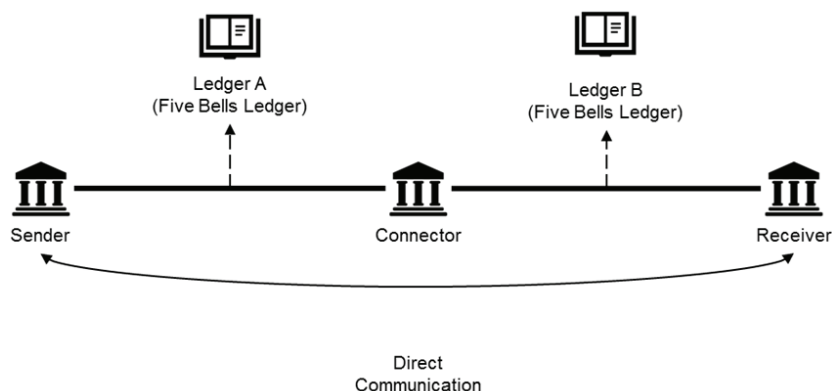 Ledger A
(Five Bells Ledger)
Ledger B
(Five Bells Ledger)
Sender
Connector
Receiver
Direct
Communication